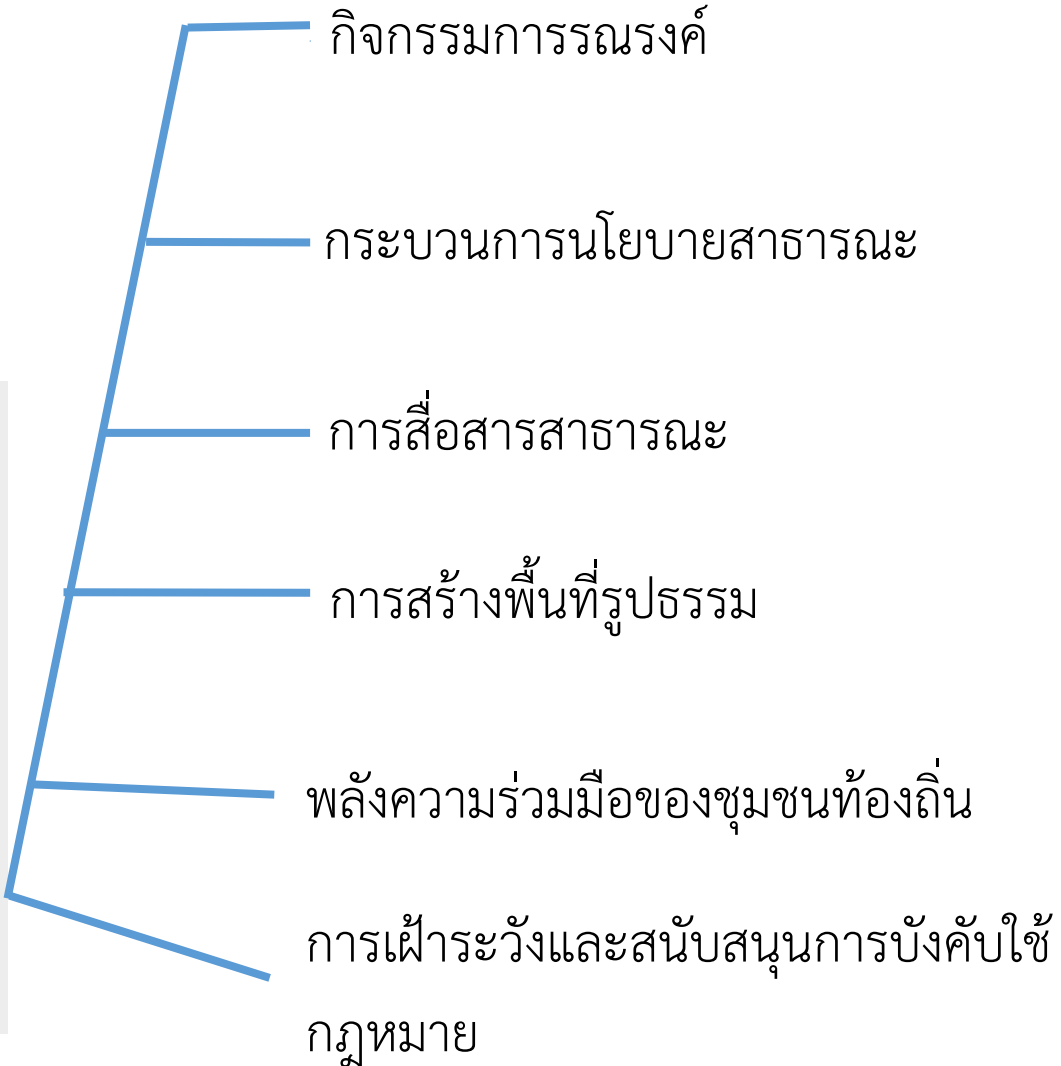 กิจกรรมการรณรงค์
กระบวนการนโยบายสาธารณะ
การสื่อสารสาธารณะ
การสร้างพื้นที่รูปธรรม
พลังความร่วมมือของชุมชนท้องถิ่น
การเฝ้าระวังและสนับสนุนการบังคับใช้
กฎหมาย